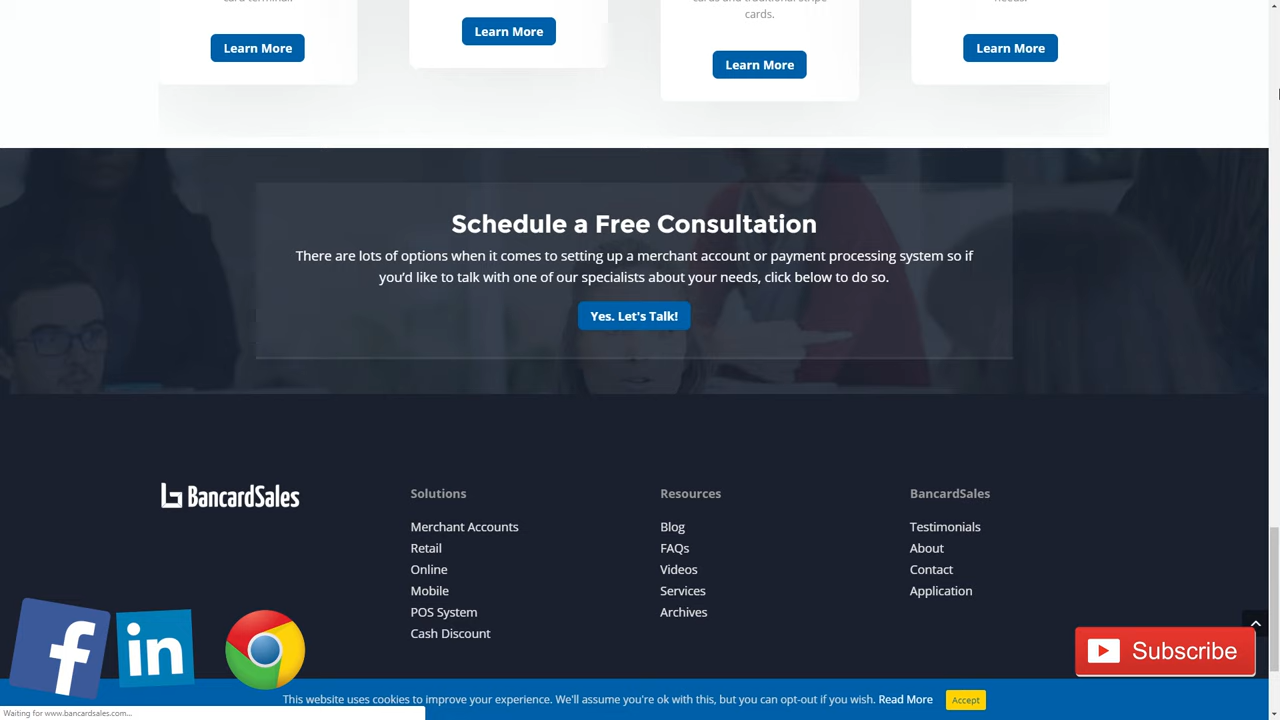 card terminal.
cards.
needs.
Learn More
Learn More
Learn More
Learn More
Schedule a Free Consultation
There are lots of options when it comes to setting up a merchant account or payment processing system so if
you'd like to talk with one of our specialists about your needs, click below to do so.
Yes. Let's Talk!
BancardSales
Solutions
Merchant Accounts
Retail
Online
Mobile
POS System
Cash Discount
Resources
Blog
FAQs
Videos
Services
Archives
BancardSales
Testimonials
About
Contact
Application
f
in
Subscribe
This website uses cookies to improve your experience. We'll assume you're ok with this, but you can opt-out if you wish. Read More
Accept
Waiting for www.bancardsales.com...